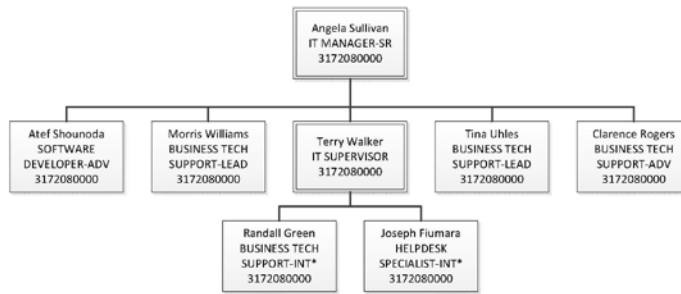 Angela Sullivan
IT MANAGER-SR
3172080000
Atef Shounoda
SOFTWARE
DEVELOPER-ADV
3172080000
Morris Williams
BUSINESS TECH
SUPPORT-LEAD
3172080000
Terry Walker
IT SUPERVISOR
3172080000
Tina Uhles
BUSINESS TECH
SUPPORT-LEAD
3172080000
Clarence Rogers
BUSINESS TECH
SUPPORT-ADV
3172080000
Randall Green
BUSINESS TECH
SUPPORT-INT*
3172080000
Joseph Fiumara
HELPDESK
SPECIALIST-INT*
3172080000